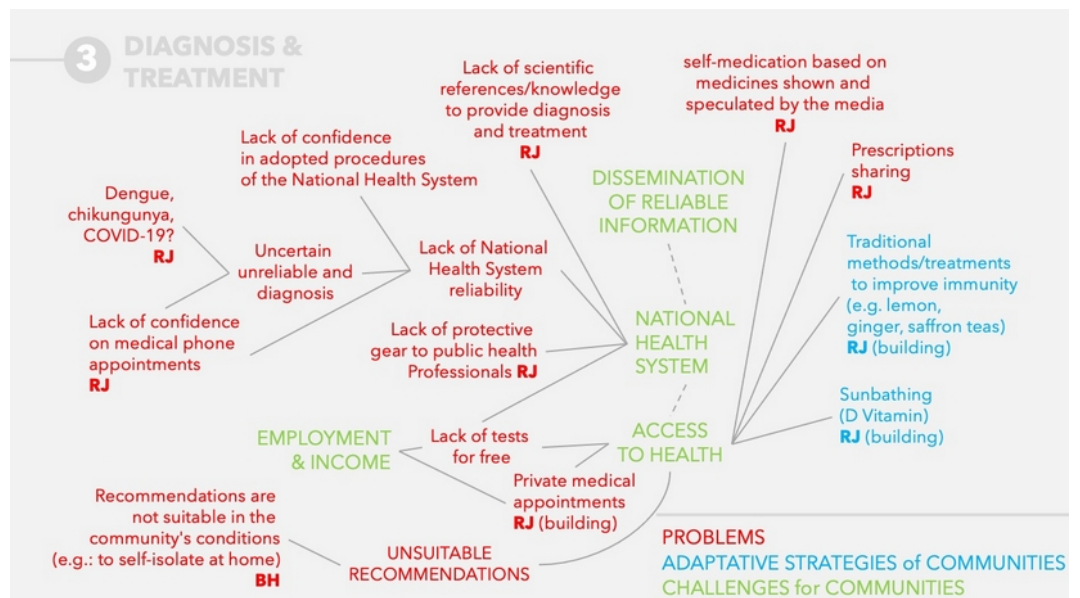 3
DIAGNOSIS &
TREATMENT
Lack of scientific
references/knowledge
to provide diagnosis
and treatment
RJ
self-medication based on
medicines shown and
speculated by the media
RJ
Lack of confidence
in adopted procedures
of the National Health System
Prescriptions
sharing
RJ
DISSEMINATION
OF RELIABLE
INFORMATION
Dengue,
chikungunya,
COVID-19?
RJ
Uncertain
unreliable and
diagnosis
Lack of National
Health System
reliability
Traditional
methods/treatments
to improve immunity
(e.g. lemon,
ginger, saffron teas)
RJ (building)
Lack of confidence
on medical phone
appointments
RJ
Lack of protective
gear to public health
Professionals RJ
NATIONAL
HEALTH
SYSTEM
Sunbathing
(D Vitamin)
RJ (building)
EMPLOYMENT
& INCOME
Lack of tests
for free
ACCESS
TO HEALTH
Private medical
appointments
RJ (building)
Recommendations are
not suitable in the
community's conditions
(e.g.: to self-isolate at home)
BH
UNSUITABLE
RECOMMENDATIONS
PROBLEMS
ADAPTATIVE STRATEGIES of COMMUNITIES
CHALLENGES for COMMUNITIES